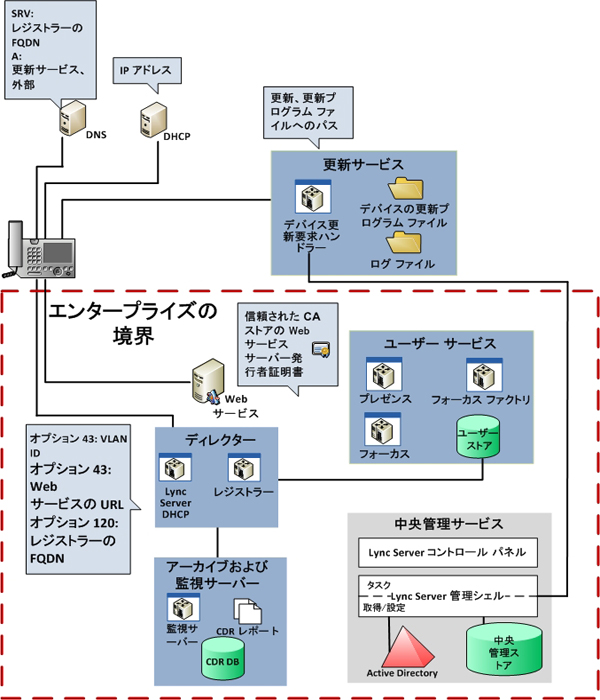 SRV:
レジストラーの
FQDN
A:
更新サービス、
外部
IP アドレス
DNS
DHCP
更新、更新プ
ログラム ファ
イルへのパス
更新サービス
デバイス更
新要求ハン
ドラー
デバイスの更新プ
ログラム ファイル
ログ ファイル
エンタープライズの
境界
信頼された CA
ストアの Web
サービス
サーバー発
行者証明書
Web
サービス
ユーザー サービス
プレゼンス
フォーカス ファクトリ
フォーカス
ユーザー
ストア
オプション 43: VLAN
ID
オプション 43:
Web
サービスの URL
オプション 120:
レジストラーの
FQDN
ディレクター
Lync
Server
DHCP
レジストラー
アーカイブおよび
監視サーバー
監視サ
ーバー
CDR レポート
CDR DB
中央管理サービス
Lync Server コントロール パネル
タスク
Lync Server 管理シェル
取得/設定
Active Directory
中央
管理ス
トア